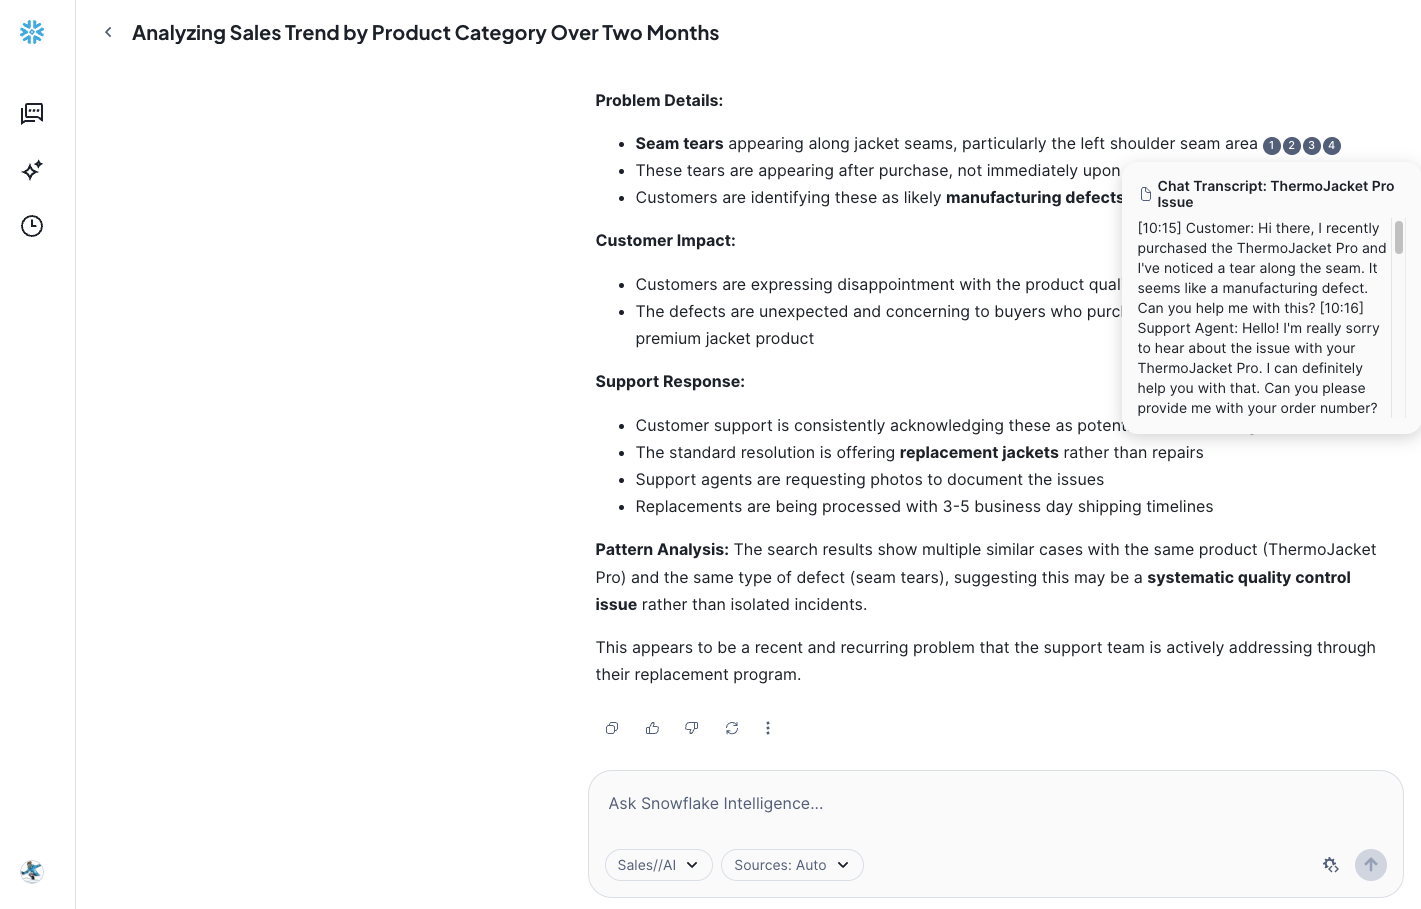 Analyzing Sales Trend by Product Category Over Two Months
Problem Details:
Seam tears appearing along jacket seams, particularly the left shoulder seam area 1 2 3 4
These tears are appearing after purchase, not immediately upon
Customers are identifying these as likely manufacturing defects
Customer Impact:
Customers are expressing disappointment with the product
The defects are unexpected and concerning to buyers who
premium jacket product
Support Response:
Customer support is consistently acknowledging these as
The standard resolution is offering replacement jackets rather than repairs
Support agents are requesting photos to document the issues
Replacements are being processed with 3-5 business day shipping timelines
Pattern Analysis: The search results show multiple similar cases with the same product (ThermoJacket
Pro) and the same type of defect (seam tears), suggesting this may be a systematic quality control
issue rather than isolated incidents.
This appears to be a recent and recurring problem that the support team is actively addressing through
their replacement program.
Chat Transcript: ThermoJacket Pro
Issue
[10:15] Customer: Hi there, I recently
purchased the ThermoJacket Pro and
I've noticed a tear along the seam. It
seems like a manufacturing defect.
Can you help me with this? [10:16]
Support Agent: Hello! I'm really sorry
to hear about the issue with your
ThermoJacket Pro. I can definitely
help you with that. Can you please
provide me with your order number?
Ask Snowflake Intelligence...
Sales//AI
Sources: Auto